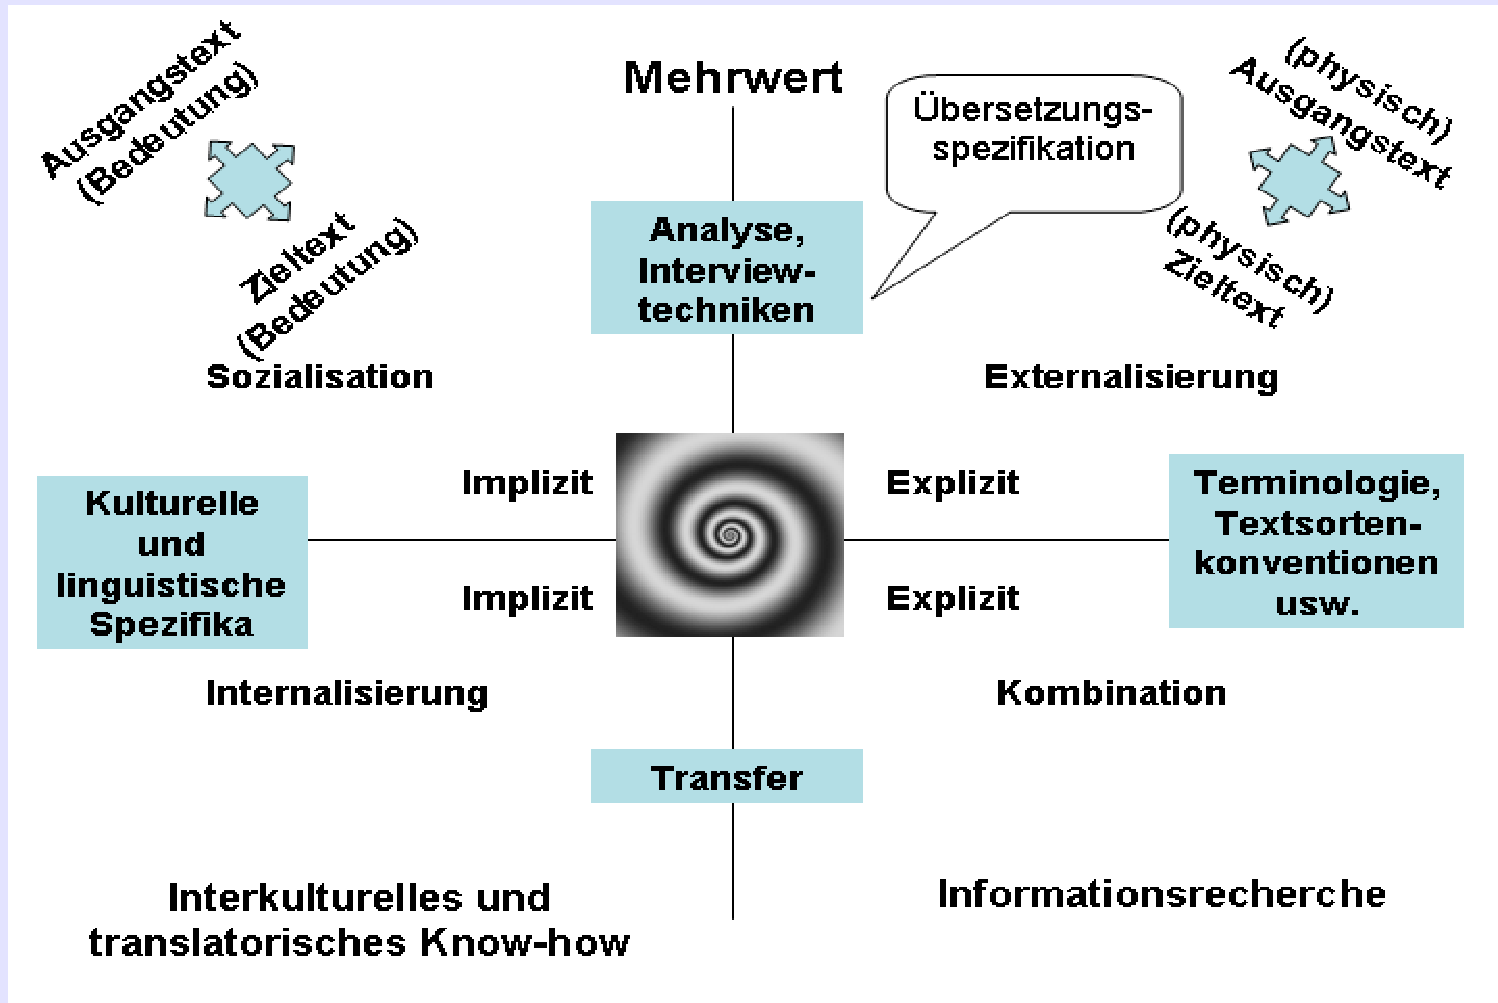 Ausgangstext
(Bedeutung)
Zieltext
(Bedeutung)
Mehrwert
Übersetzungs-
spezifikation
(physisch)
Ausgangstext
(physisch)
Zieltext
Analyse,
Interview-
techniken
Sozialisation
Externalisierung
Implizit
Explizit
Kulturelle
und
linguistische
Spezifika
Terminologie,
Textsorten-
konventionen
usw.
Implizit
Explizit
Internalisierung
Kombination
Transfer
Interkulturelles und
translatorisches Know-how
Informationsrecherche